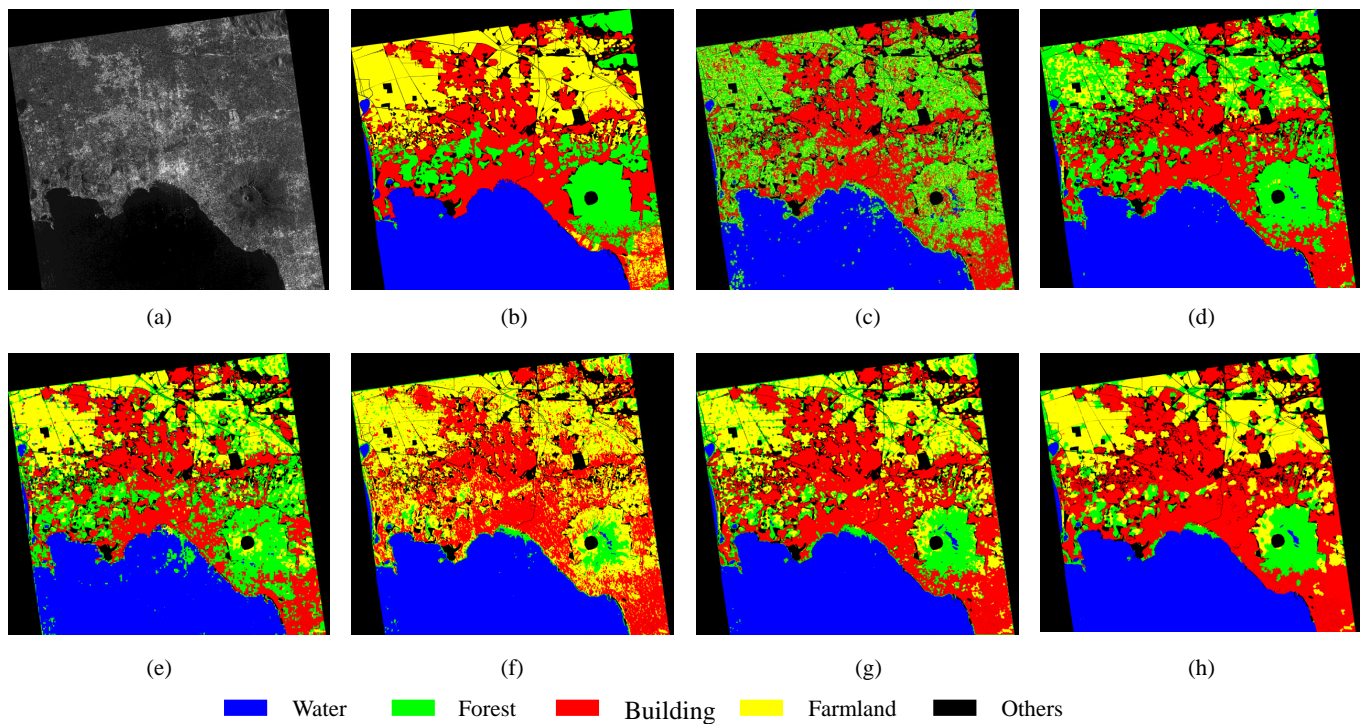 (a) (b) (c) (d)
(e) (f) (g) (h)
Water Forest Building Farmland Others